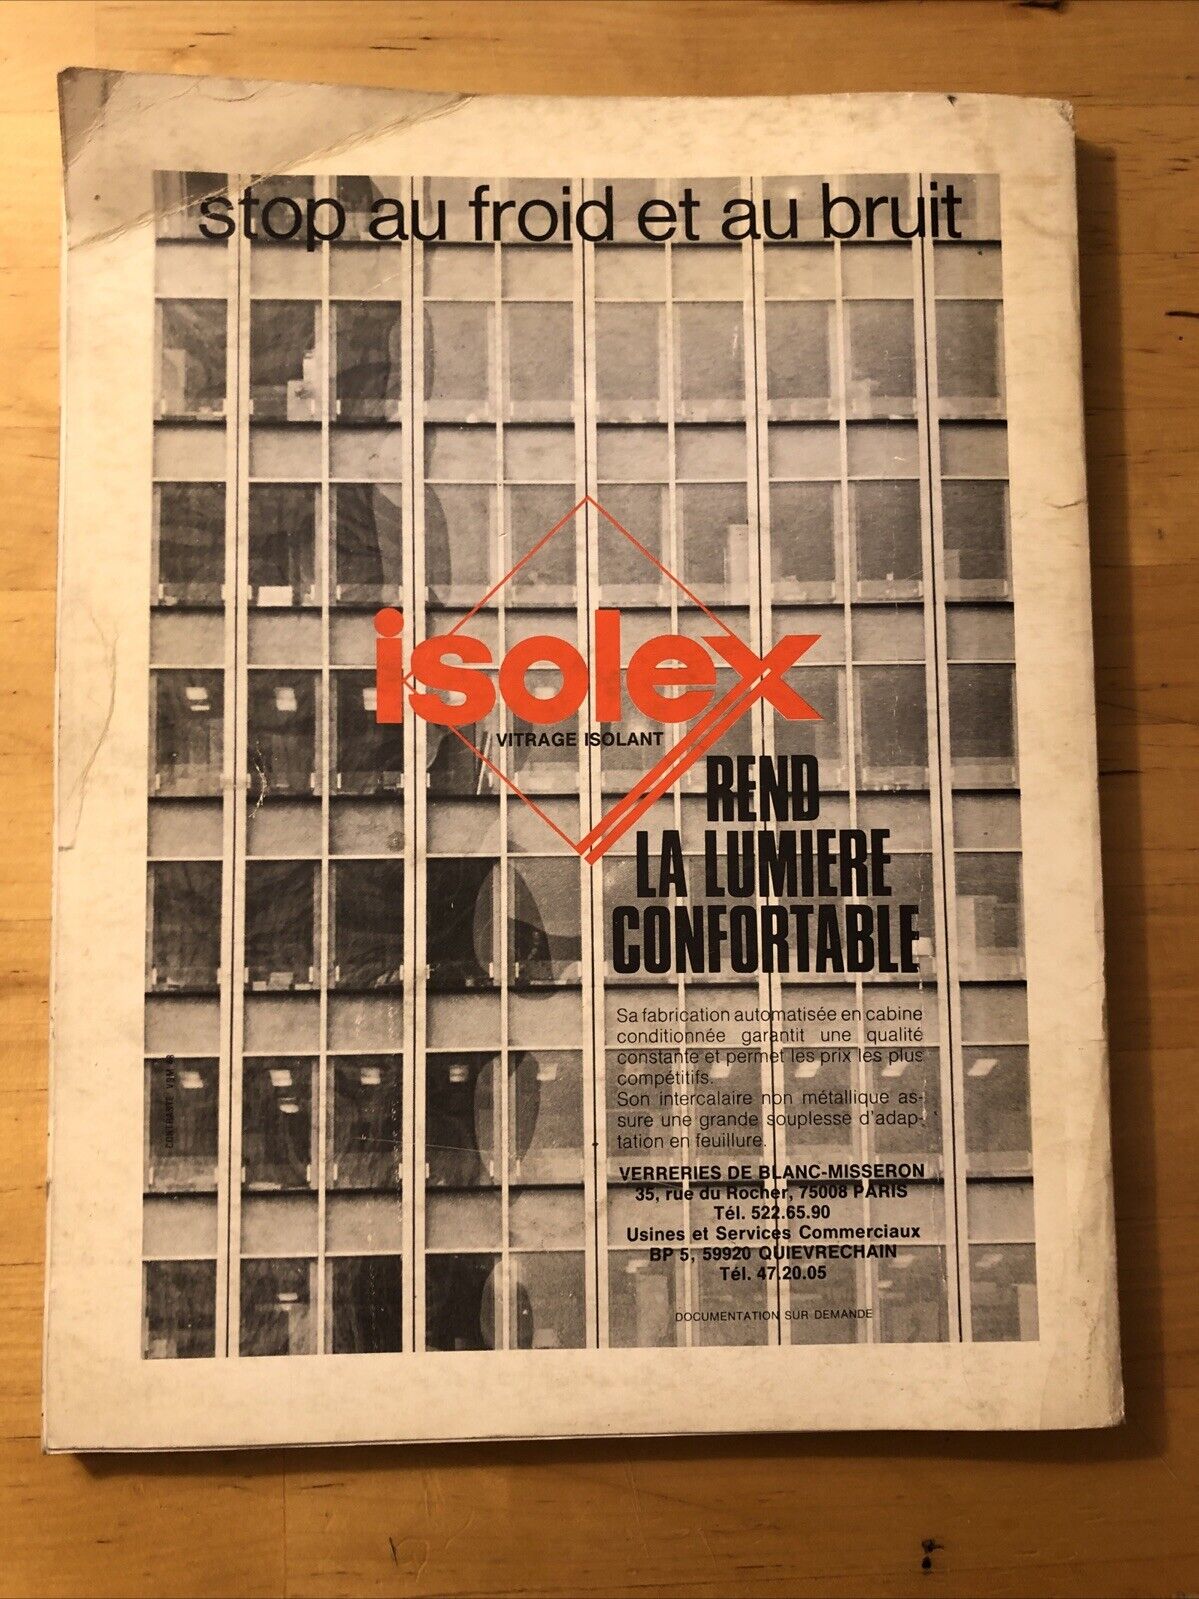 stop au froid et au bruit
isolex
VITRAGE ISOLANT
REND
LA LUMIERE
CONFORTABLE
Sa fabrication automatisée en cabine
conditionnée garantit une qualité
constante et permet les prix les plus
compétitifs.
Son intercalaire non métallique as-
sure une grande souplesse d'adap-
tation en feuillure.
VERRERIES DE BLANC-MISSERON
35, rue du Rocher, 75008 PARIS
Tél. 522.65.90
Usines et Services Commerciaux
BP 5, 59920 QUIEVRECHAIN
Tél. 47.20.05
DOCUMENTATION SUR DEMANDE
CONTRASTE